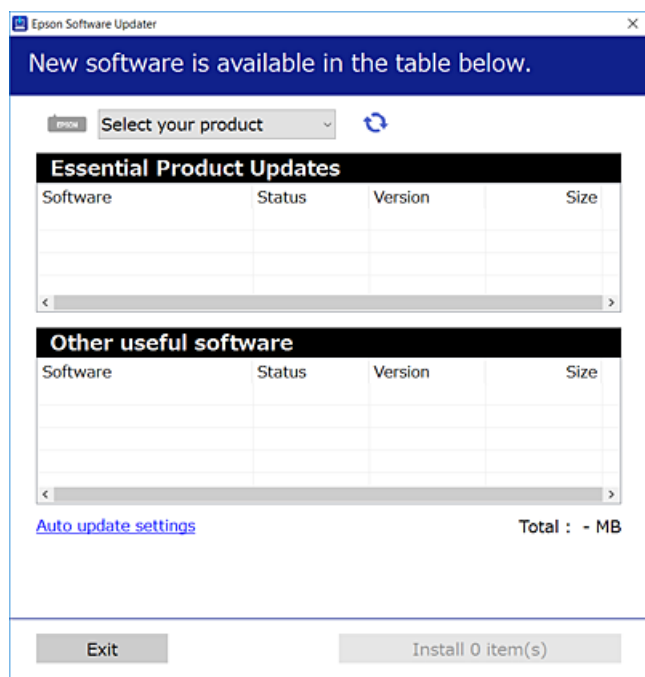 Epson Software Updater
New software is available in the table below.
EPSON Select your product
Essential Product Updates
Software Status Version Size
Other useful software
Software Status Version Size
Auto update settings Total : - MB
Exit Install 0 item(s)